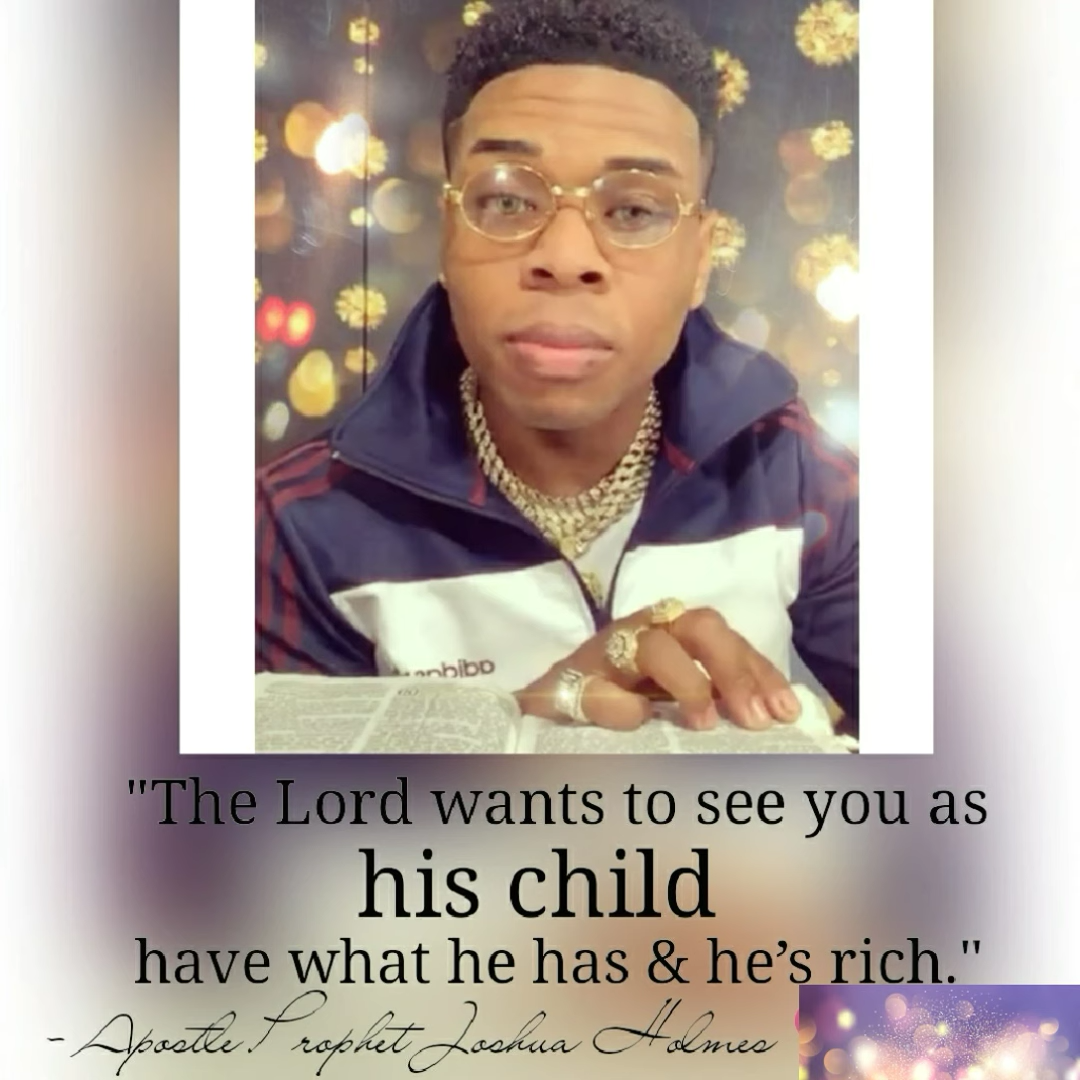 "The Lord wants to see you as
his child
have what he has & he’s rich."
- Apostle Prophet Joshua Holmes